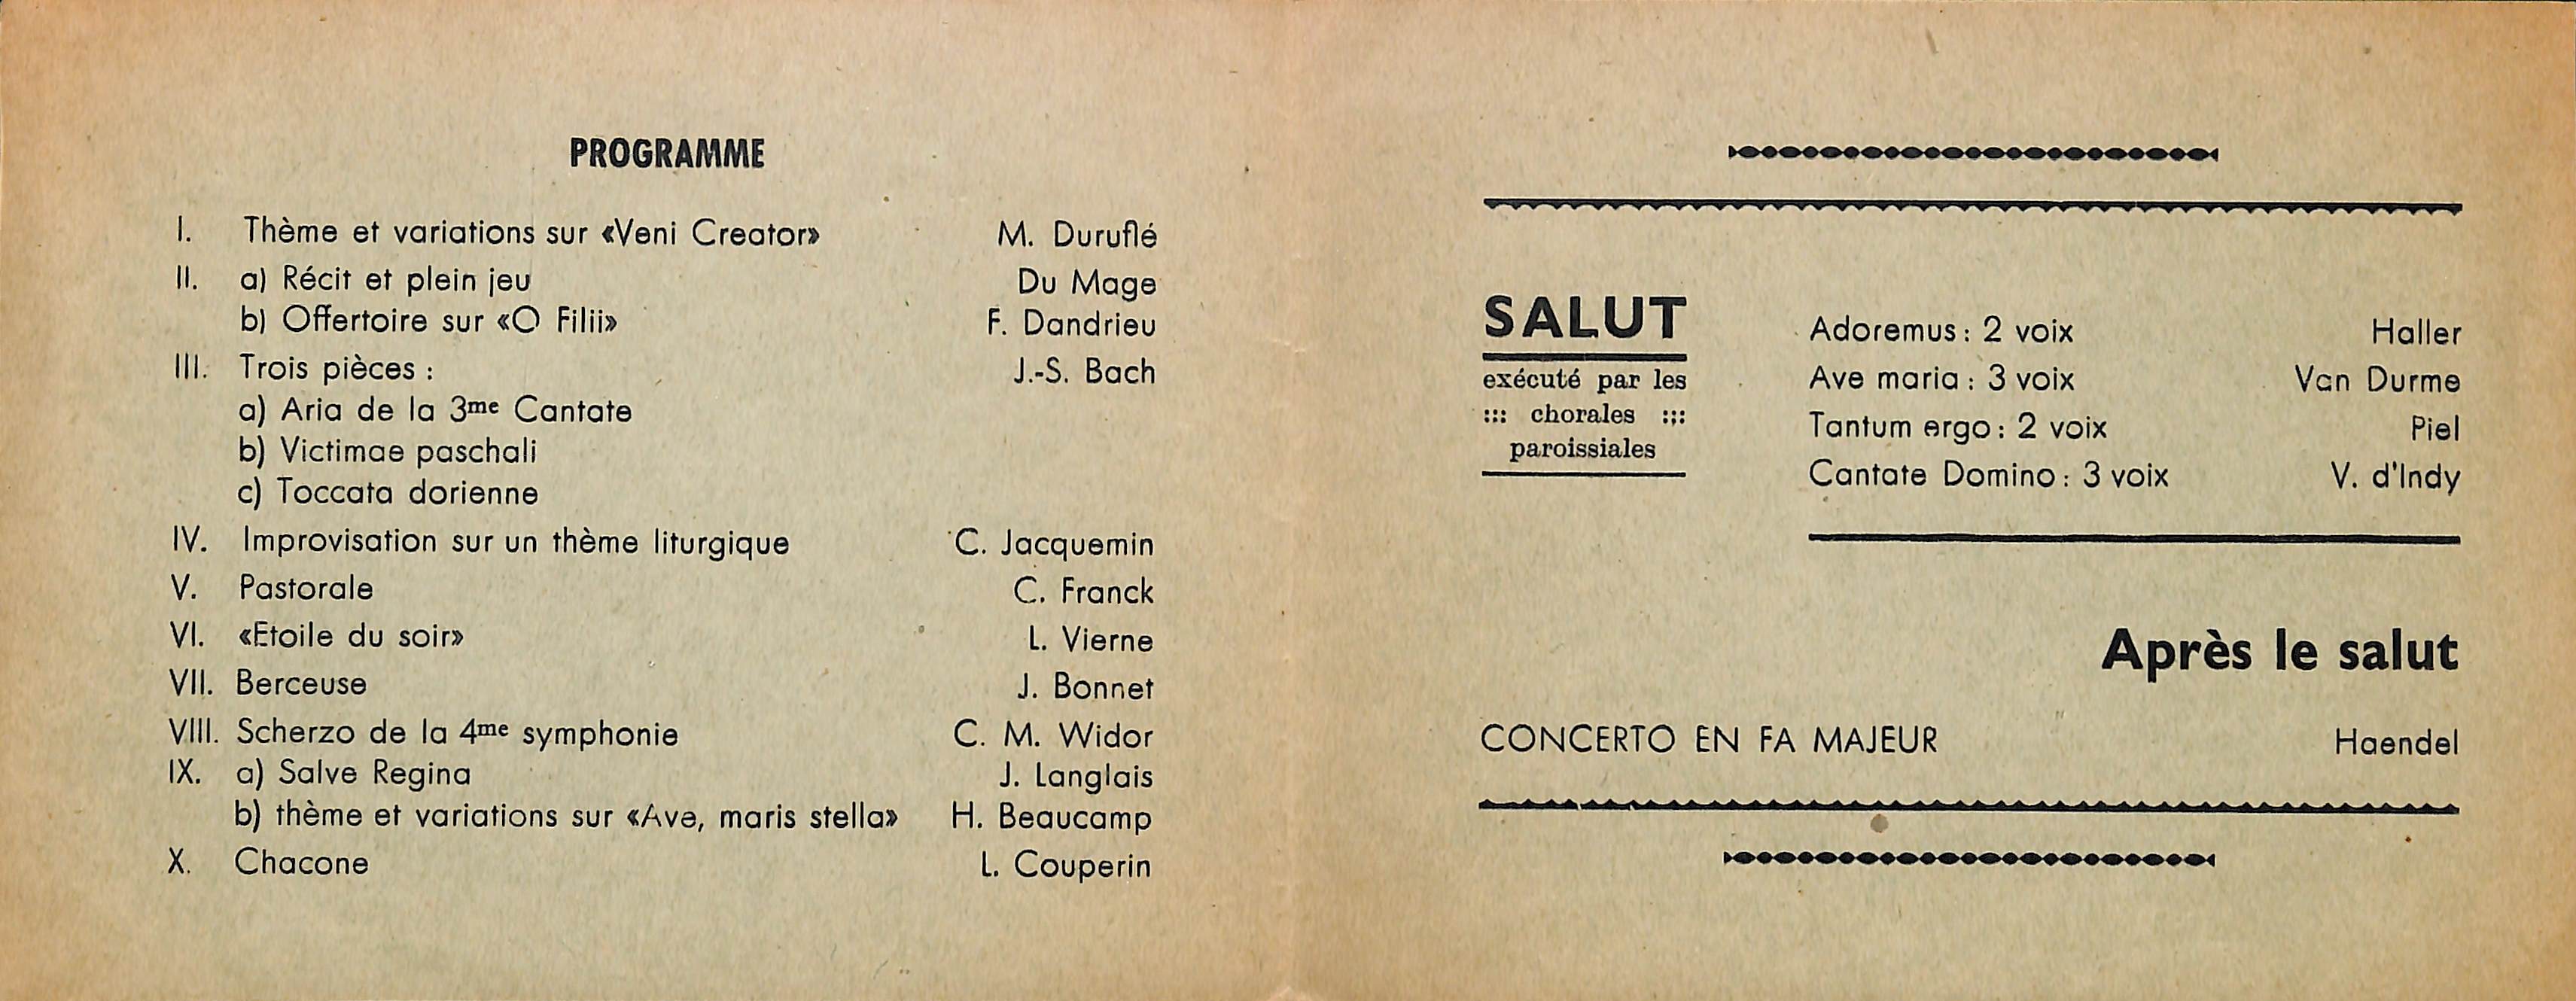 PROGRAMME
I. Thème et variations sur «Veni Creator» M. Duruflé
II. a) Récit et plein jeu Du Mage
b) Offertoire sur «O Filii» F. Dandrieu
III. Trois pièces : J.-S. Bach
a) Aria de la 3me Cantate
b) Victimae paschali
c) Toccata dorienne
IV. Improvisation sur un thème liturgique C. Jacquemin
V. Pastorale C. Franck
VI. «Etoile du soir» L. Vierne
VII. Berceuse J. Bonnet
VIII. Scherzo de la 4me symphonie C. M. Widor
IX. a) Salve Regina J. Langlais
b) thème et variations sur «Ave, maris stella» H. Beaucamp
X. Chacone L. Couperin
SALUT
exécuté par les
::: chorales :::
paroissiales
Adoremus : 2 voix Haller
Ave maria : 3 voix Van Durme
Tantum ergo : 2 voix Piel
Cantate Domino : 3 voix V. d'Indy
Après le salut
CONCERTO EN FA MAJEUR Haendel